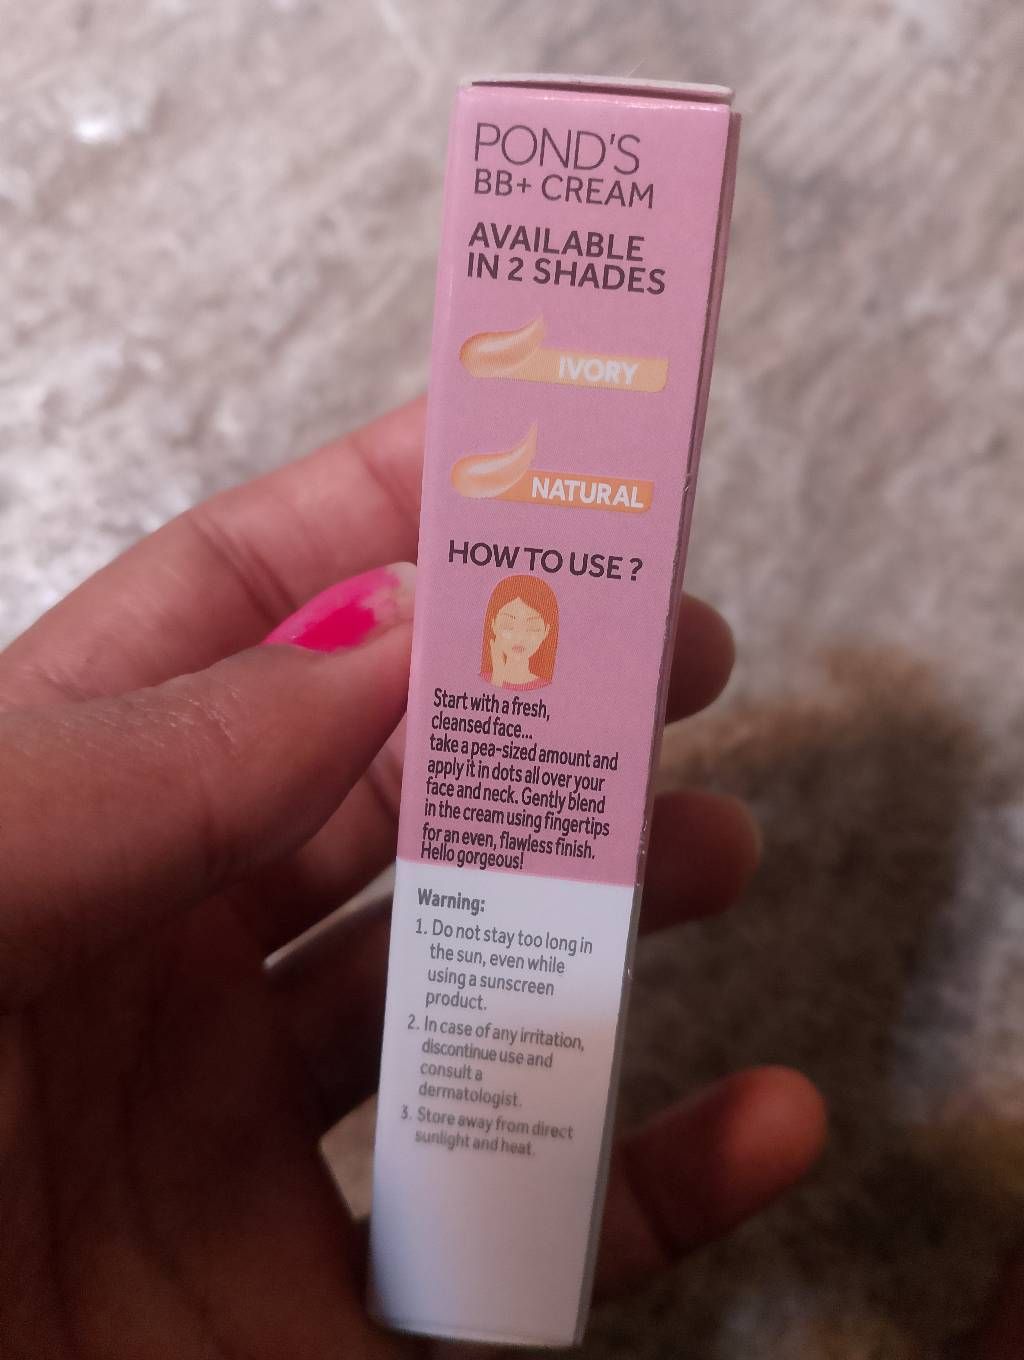 POND'S
BB+ CREAM
AVAILABLE
IN 2 SHADES
IVORY
NATURAL
HOW TO USE ?
Start with a fresh,
cleansed face...
take a pea-sized amount and
apply it in dots all over your
face and neck. Gently blend
in the cream using fingertips
for an even, flawless finish.
Hello gorgeous!
Warning:
1. Do not stay too long in
the sun, even while
using a sunscreen
product.
2. In case of any irritation,
discontinue use and
consult a
dermatologist.
3. Store away from direct
sunlight and heat.